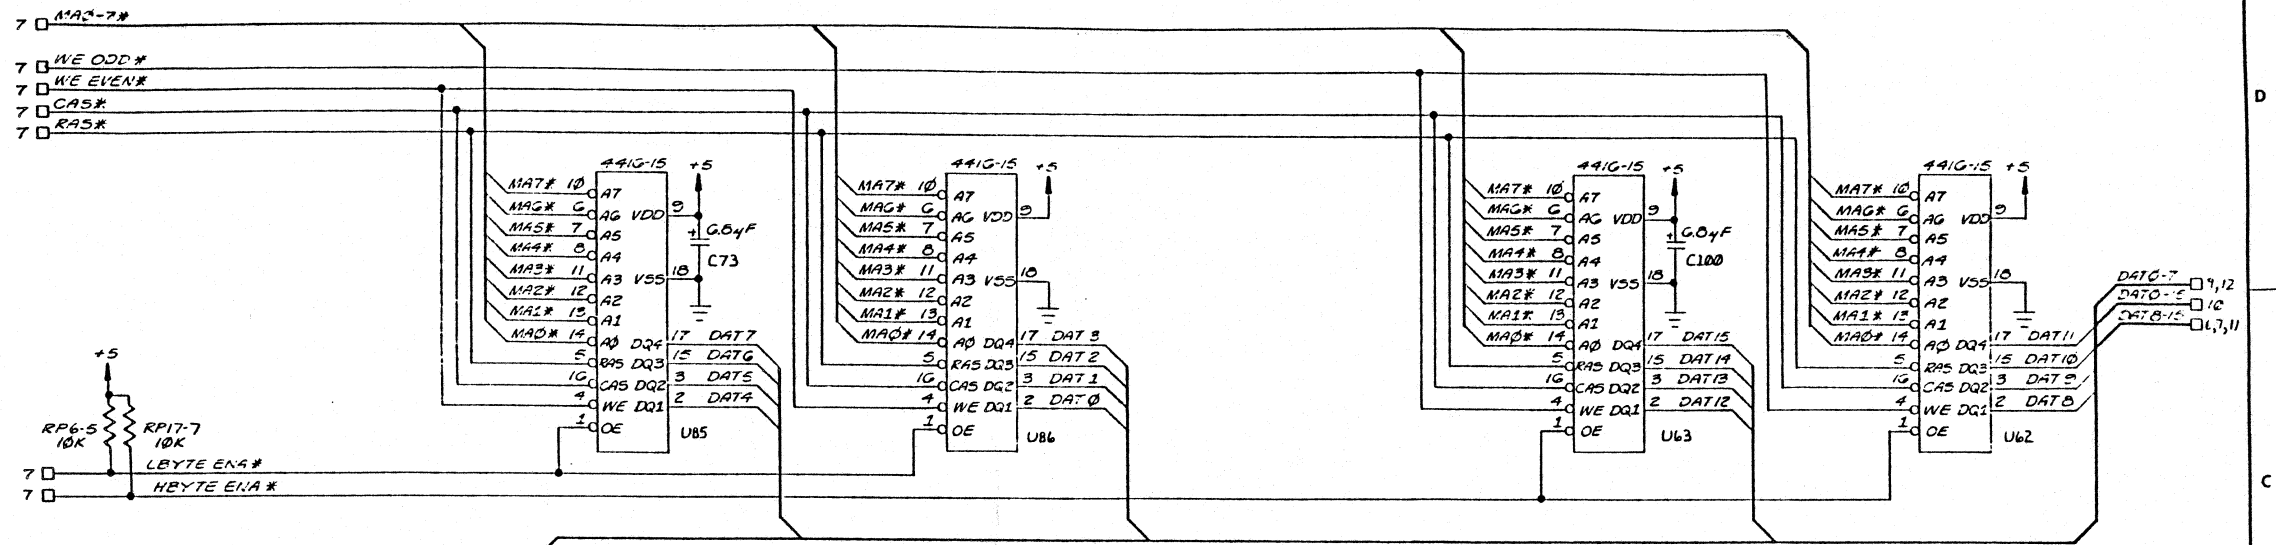 7 MAØ-7*
7 WE ODD*
7 WE EVEN*
7 CAS*
7 RAS*
D
4416-15 +5
MA7* 10 A7
MA6* 6 A6 VDD 9
MA5* 7 A5
MA4* 8 A4
MA3* 11 A3 VSS 18
MA2* 12 A2
MA1* 13 A1
MAØ* 14 AØ DQ4 17 DAT7
5 RAS DQ3 15 DAT6
16 CAS DQ2 3 DAT5
4 WE DQ1 2 DAT4
1 OE
U85
+ 6.8µF
C73
4416-15 +5
MA7* 10 A7
MA6* 6 A6 VDD 9
MA5* 7 A5
MA4* 8 A4
MA3* 11 A3 VSS 18
MA2* 12 A2
MA1* 13 A1
MAØ* 14 AØ DQ4 17 DAT3
5 RAS DQ3 15 DAT2
16 CAS DQ2 3 DAT1
4 WE DQ1 2 DATØ
1 OE
U86
4416-15 +5
MA7* 10 A7
MA6* 6 A6 VDD 9
MA5* 7 A5
MA4* 8 A4
MA3* 11 A3 VSS 18
MA2* 12 A2
MA1* 13 A1
MAØ* 14 AØ DQ4 17 DAT15
5 RAS DQ3 15 DAT14
16 CAS DQ2 3 DAT13
4 WE DQ1 2 DAT12
1 OE
U63
+ 6.8µF
C100
4416-15 +5
MA7* 10 A7
MA6* 6 A6 VDD 9
MA5* 7 A5
MA4* 8 A4
MA3* 11 A3 VSS 18
MA2* 12 A2
MA1* 13 A1
MAØ* 14 AØ DQ4 17 DAT11
5 RAS DQ3 15 DAT10
16 CAS DQ2 3 DAT9
4 WE DQ1 2 DAT8
1 OE
U62
DAT0-7 9,12
DAT0-15 10
DAT8-15
+5
RP6-5
10K
RP17-7
10K
7 LBYTE ENA*
7 HBYTE ENA*
C